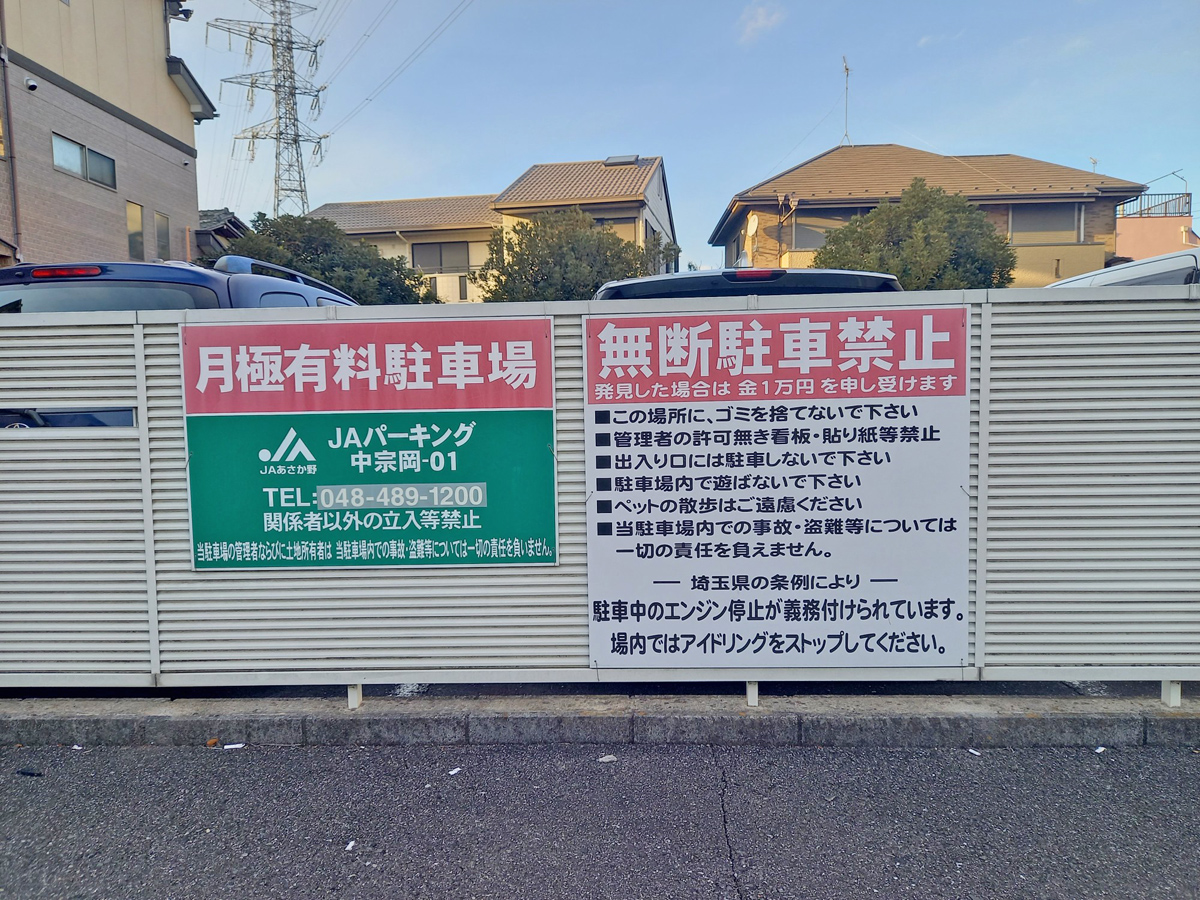 月極有料駐車場
JAあさか野
JAパーキング
中宗岡-01
TEL:048-489-1200
関係者以外の立入等禁止
当駐車場の管理者ならびに土地所有者は 当駐車場内での事故・盗難等については一切の責任を負いません。
無断駐車禁止
発見した場合は 金1万円 を申し受けます
■この場所に、ゴミを捨てないで下さい
■管理者の許可無き看板・貼り紙等禁止
■出入り口には駐車しないで下さい
■駐車場内で遊ばないで下さい
■ペットの散歩はご遠慮ください
■当駐車場内での事故・盗難等については
一切の責任を負えません。
― 埼玉県の条例により ―
駐車中のエンジン停止が義務付けられています。
場内ではアイドリングをストップしてください。